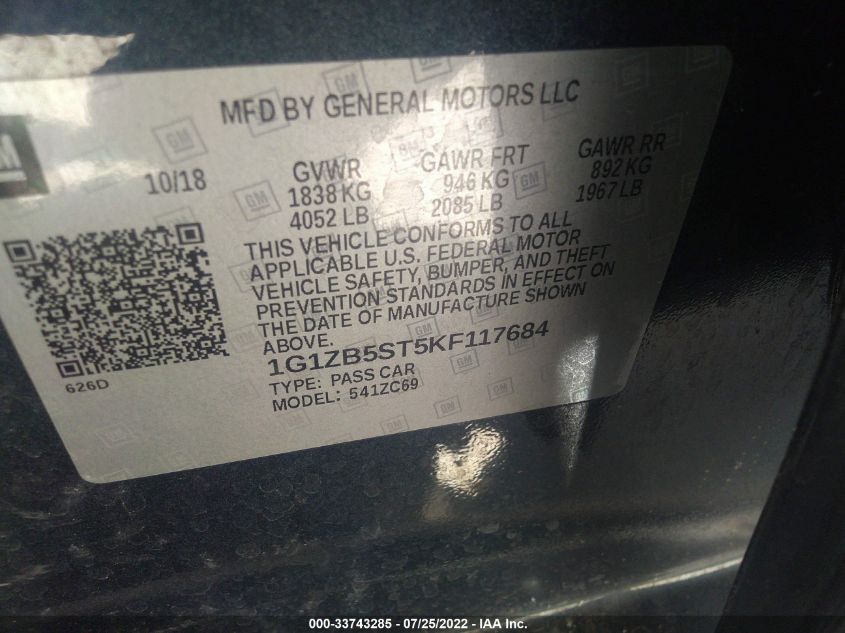 MFD BY GENERAL MOTORS LLC
10/18
GVWR
1838 KG
4052 LB
GAWR FRT
946 KG
2085 LB
GAWR RR
892 KG
1967 LB
THIS VEHICLE CONFORMS TO ALL
APPLICABLE U.S. FEDERAL MOTOR
VEHICLE SAFETY, BUMPER, AND THEFT
PREVENTION STANDARDS IN EFFECT ON
THE DATE OF MANUFACTURE SHOWN
ABOVE.
1G1ZB5ST5KF117684
TYPE: PASS CAR
MODEL: 541ZC69
626D
GM
000-33743285 - 07/25/2022 - IAA Inc.